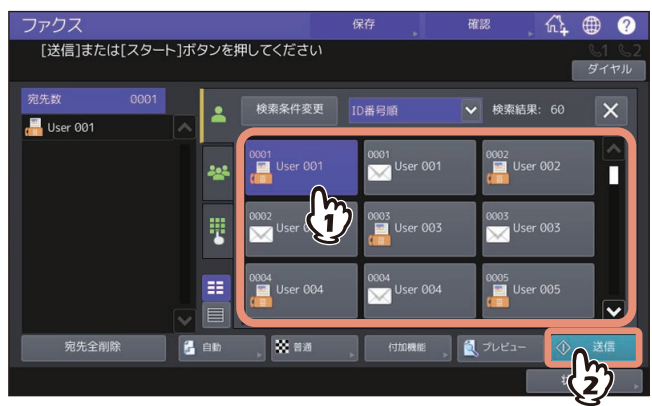 ファクス 保存 確認 ?
[送信]または[スタート]ボタンを押してください
1 2
ダイヤル
宛先数 0001
User 001
検索条件変更 ID番号順 検索結果: 60
0001 User 001
0001 User 001
0002 User 002
0002 User
0003 User 003
0003 User 003
0004 User 004
0004 User 004
0005 User 005
1
宛先全削除 自動 普通 付加機能 プレビュー 送信
2